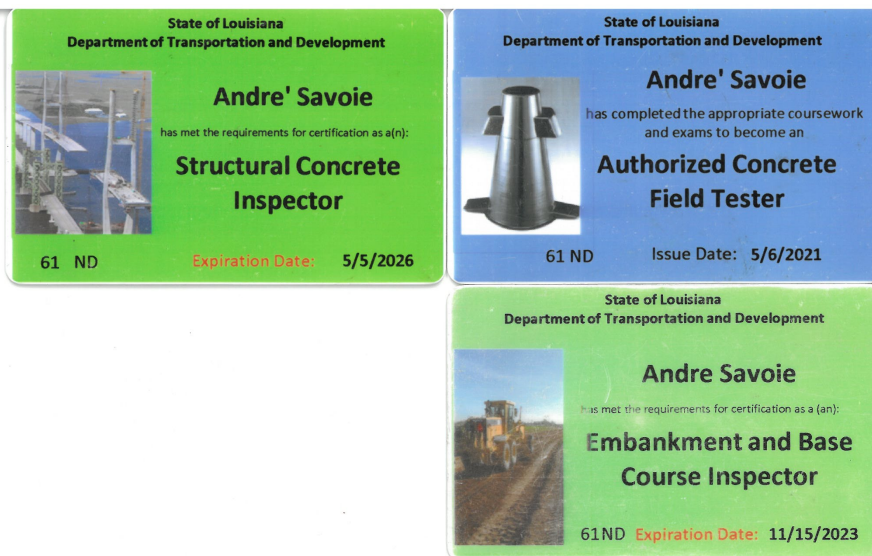 State of Louisiana
Department of Transportation and Development
Andre' Savoie
has met the requirements for certification as a(n):
Structural Concrete
Inspector
61 ND Expiration Date: 5/5/2026
State of Louisiana
Department of Transportation and Development
Andre' Savoie
has completed the appropriate coursework
and exams to become an
Authorized Concrete
Field Tester
61 ND Issue Date: 5/6/2021
State of Louisiana
Department of Transportation and Development
Andre Savoie
has met the requirements for certification as a (an):
Embankment and Base
Course Inspector
61ND Expiration Date: 11/15/2023